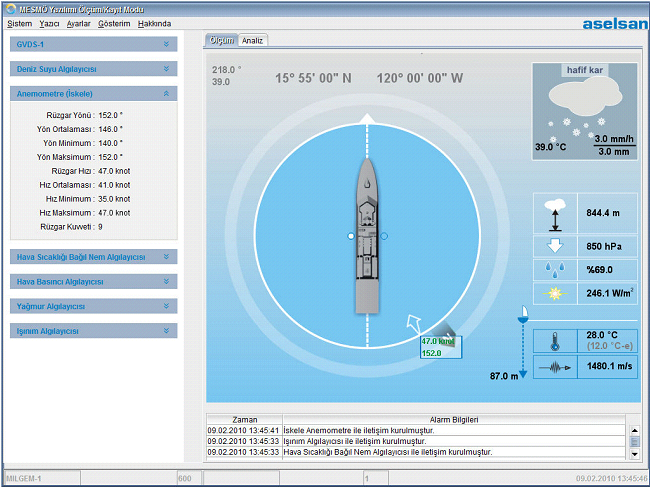 MESMÖ Yazılımı Ölçüm/Kayıt Modu
Sistem Yazıcı Ayarlar Gösterim Hakkında
aselsan
GVDS-1
Deniz Suyu Algılayıcısı
Anemometre (İskele)
Rüzgar Yönü : 152.0 °
Yön Ortalaması : 146.0 °
Yön Minimum : 140.0 °
Yön Maksimum : 152.0 °
Rüzgar Hızı : 47.0 knot
Hız Ortalaması : 41.0 knot
Hız Minimum : 35.0 knot
Hız Maksimum : 47.0 knot
Rüzgar Kuvveti : 9
Hava Sıcaklığı Bağıl Nem Algılayıcısı
Hava Basıncı Algılayıcısı
Yağmur Algılayıcısı
Işınım Algılayıcısı
Ölçüm Analiz
218.0 °
39.0
15° 55' 00" N 120° 00' 00" W
hafif kar
39.0 °C
3.0 mm/h
3.0 mm
844.4 m
850 hPa
%69.0
246.1 W/m²
28.0 °C
(12.0 °C-e)
1480.1 m/s
87.0 m
47.0 knot
152.0
Zaman Alarm Bilgileri
09.02.2010 13:45:41 İskele Anemometre ile iletişim kurulmuştur.
09.02.2010 13:45:33 Işınım Algılayıcısı ile iletişim kurulmuştur.
09.02.2010 13:45:33 Hava Sıcaklığı Bağıl Nem Algılayıcısı ile iletişim kurulmuştur.
MILGEM-1 600 1 09.02.2010 13:45:46